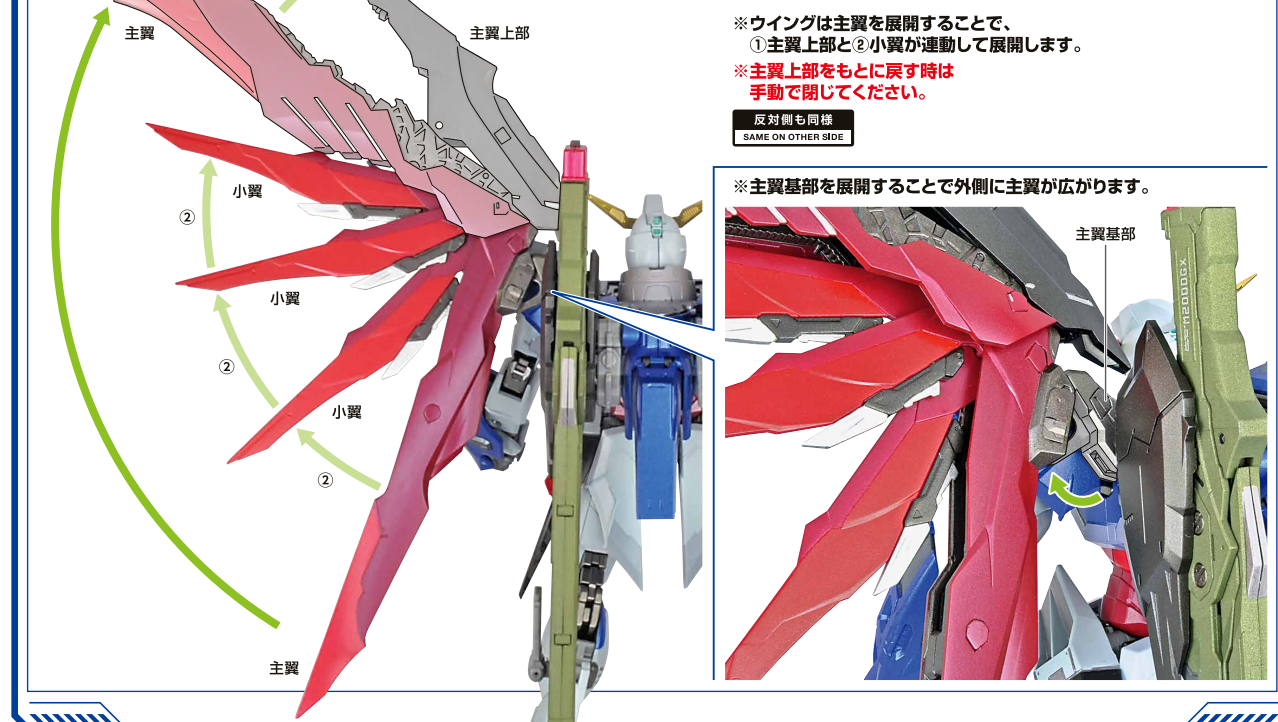 主翼
主翼上部
※ウイングは主翼を展開することで、
①主翼上部と②小翼が連動して展開します。
※主翼上部をもとに戻す時は
手動で閉じてください。
反対側も同様
SAME ON OTHER SIDE
小翼
②
小翼
②
小翼
②
主翼
※主翼基部を展開することで外側に主翼が広がります。
主翼基部
M2000GX